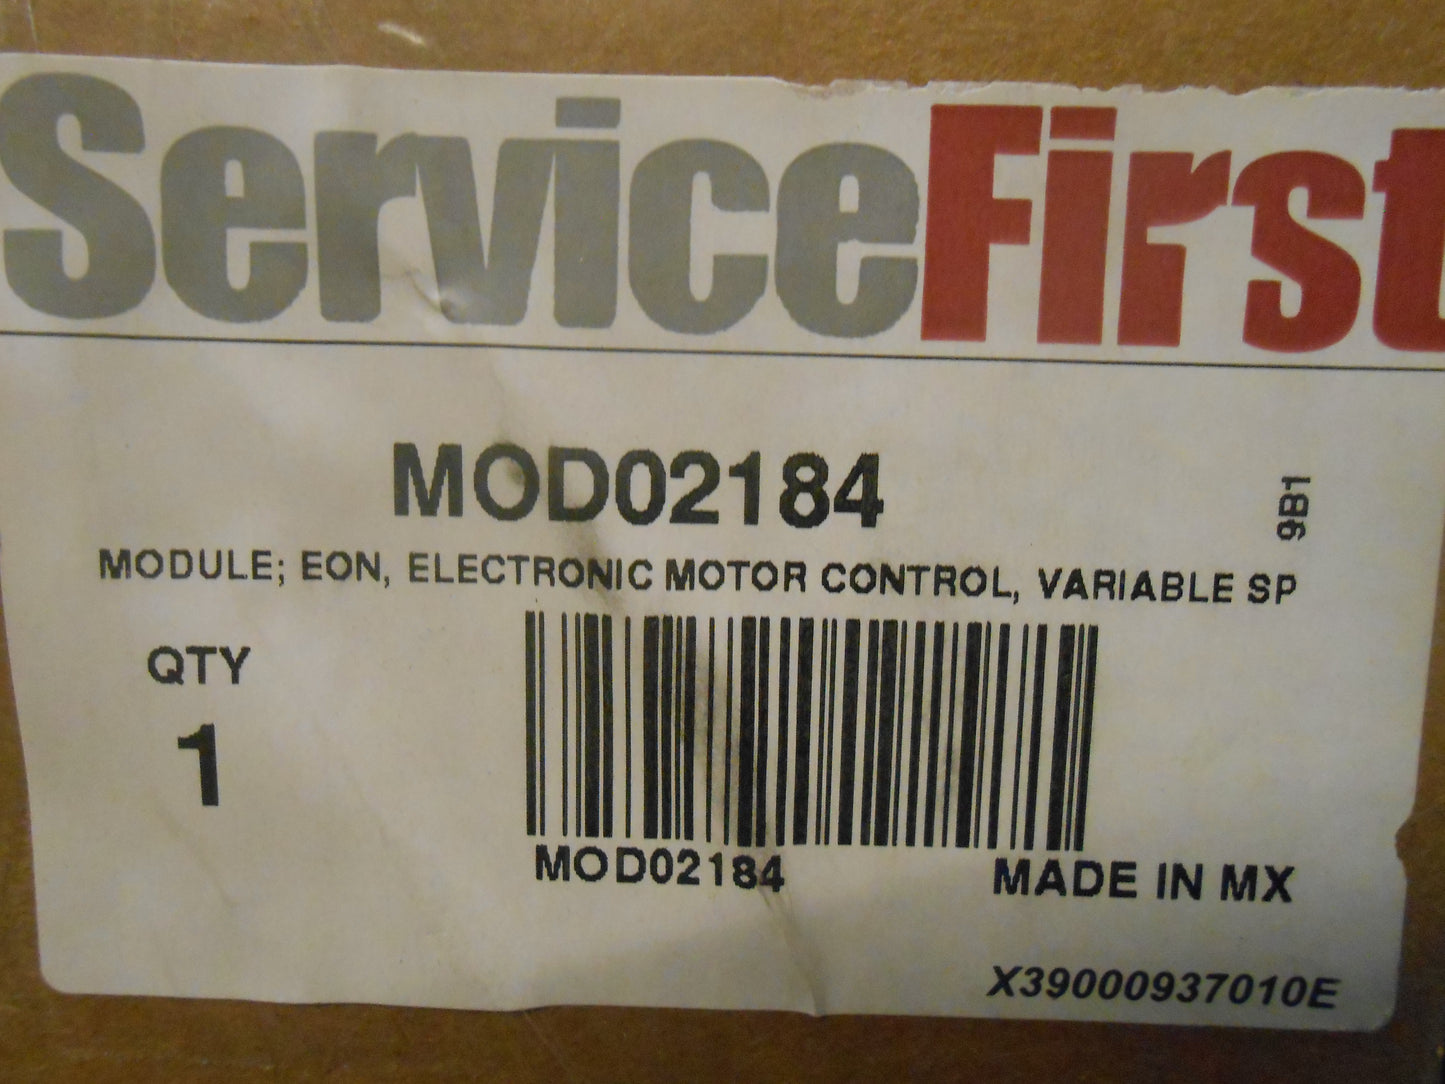 ServiceFirst
MOD02184
9B1
MODULE; EON, ELECTRONIC MOTOR CONTROL, VARIABLE SP
QTY
1
MOD02184
MADE IN MX
X39000937010E